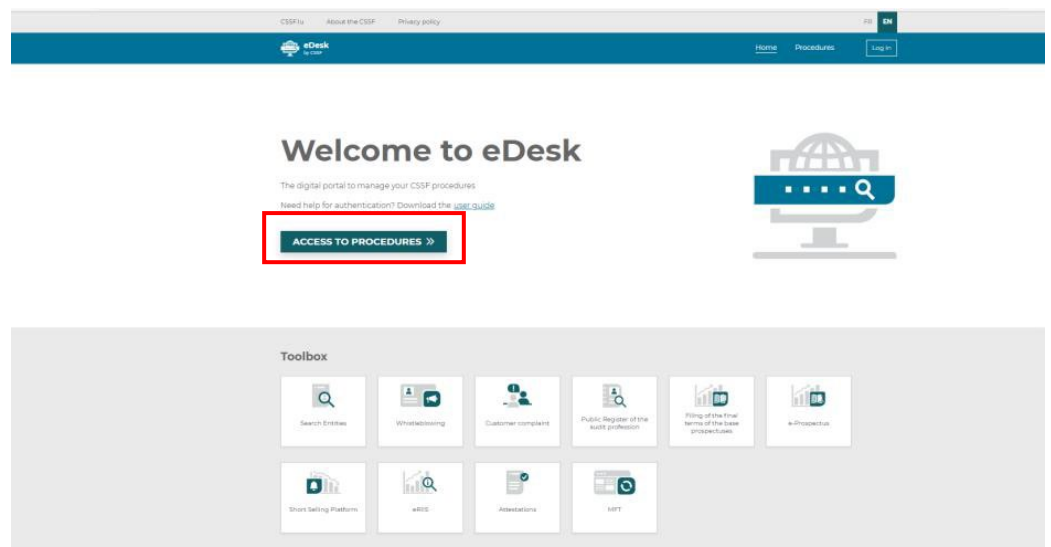 CSSF.lu About the CSSF Privacy policy FR EN
eDesk
by CSSF
Home Procedures Log in
Welcome to eDesk
The digital portal to manage your CSSF procedures
Need help for authentication? Download the user guide
ACCESS TO PROCEDURES »
Toolbox
Search Entities
Whistleblowing
Customer complaint
Public Register of the
audit profession
Filing of the final
terms of the base
prospectuses
e-Prospectus
Short Selling Platform
eRIIS
Attestations
MFT